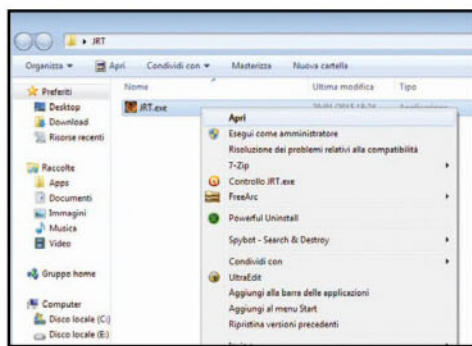 JRT
Organizza
Apri
Condividi con
Masterizza
Nuova cartella
Preferiti
Desktop
Download
Risorse recenti
Raccolte
Apps
Documenti
Immagini
Musica
Video
Gruppo home
Computer
Disco locale (C:)
Disco locale (E:)
Nome
Ultima modifica
Tipo
JRT.exe
Apri
Esegui come amministratore
Risoluzione dei problemi relativi alla compatibilità
7-Zip
Controllo JRT.exe
FreeArc
Powerful Uninstall
Spybot - Search & Destroy
Condividi con
UltraEdit
Aggiungi alla barra delle applicazioni
Aggiungi al menu Start
Ripristina versioni precedenti